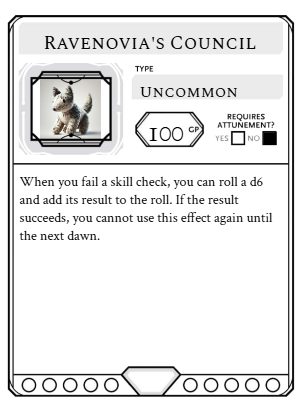 Ravenovia's Council
TYPE
Uncommon
100 GP
REQUIRES
ATTUNEMENT?
YES NO
When you fail a skill check, you can roll a d6
and add its result to the roll. If the result
succeeds, you cannot use this effect again until
the next dawn.